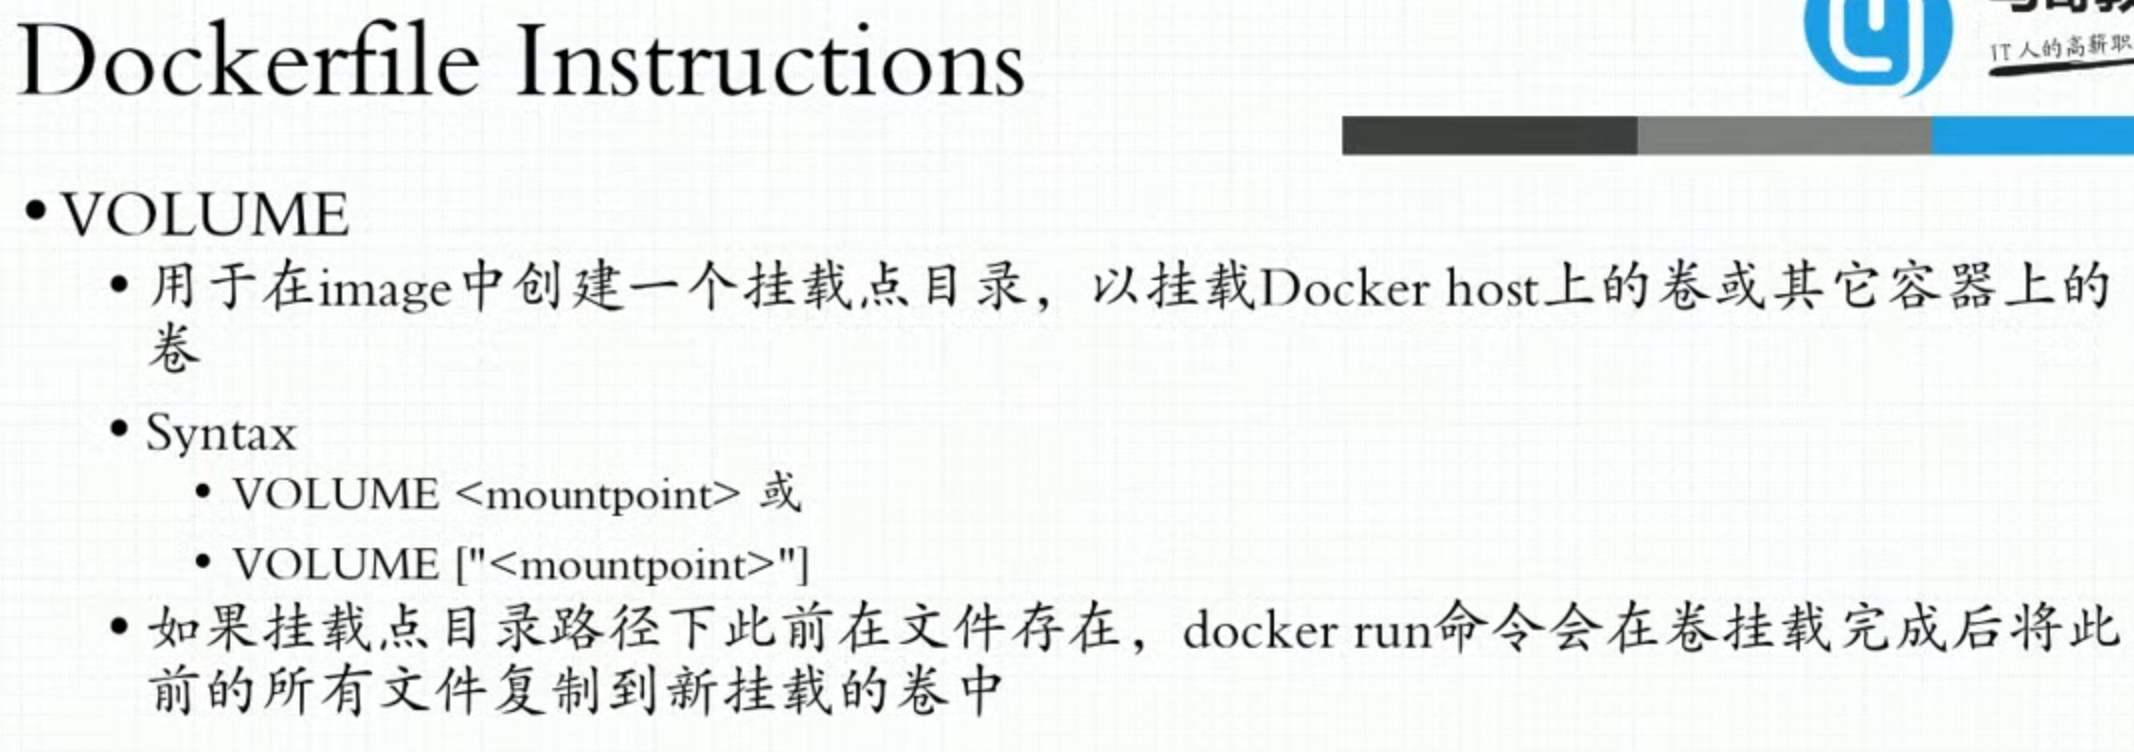 Dockerfile Instructions
IT人的高薪职
• VOLUME
• 用于在image中创建一个挂载点目录，以挂载Docker host上的卷或其它容器上的
卷
• Syntax
• VOLUME <mountpoint> 或
• VOLUME ["<mountpoint>"]
• 如果挂载点目录路径下此前在文件存在，docker run命令会在卷挂载完成后将此
前的所有文件复制到新挂载的卷中